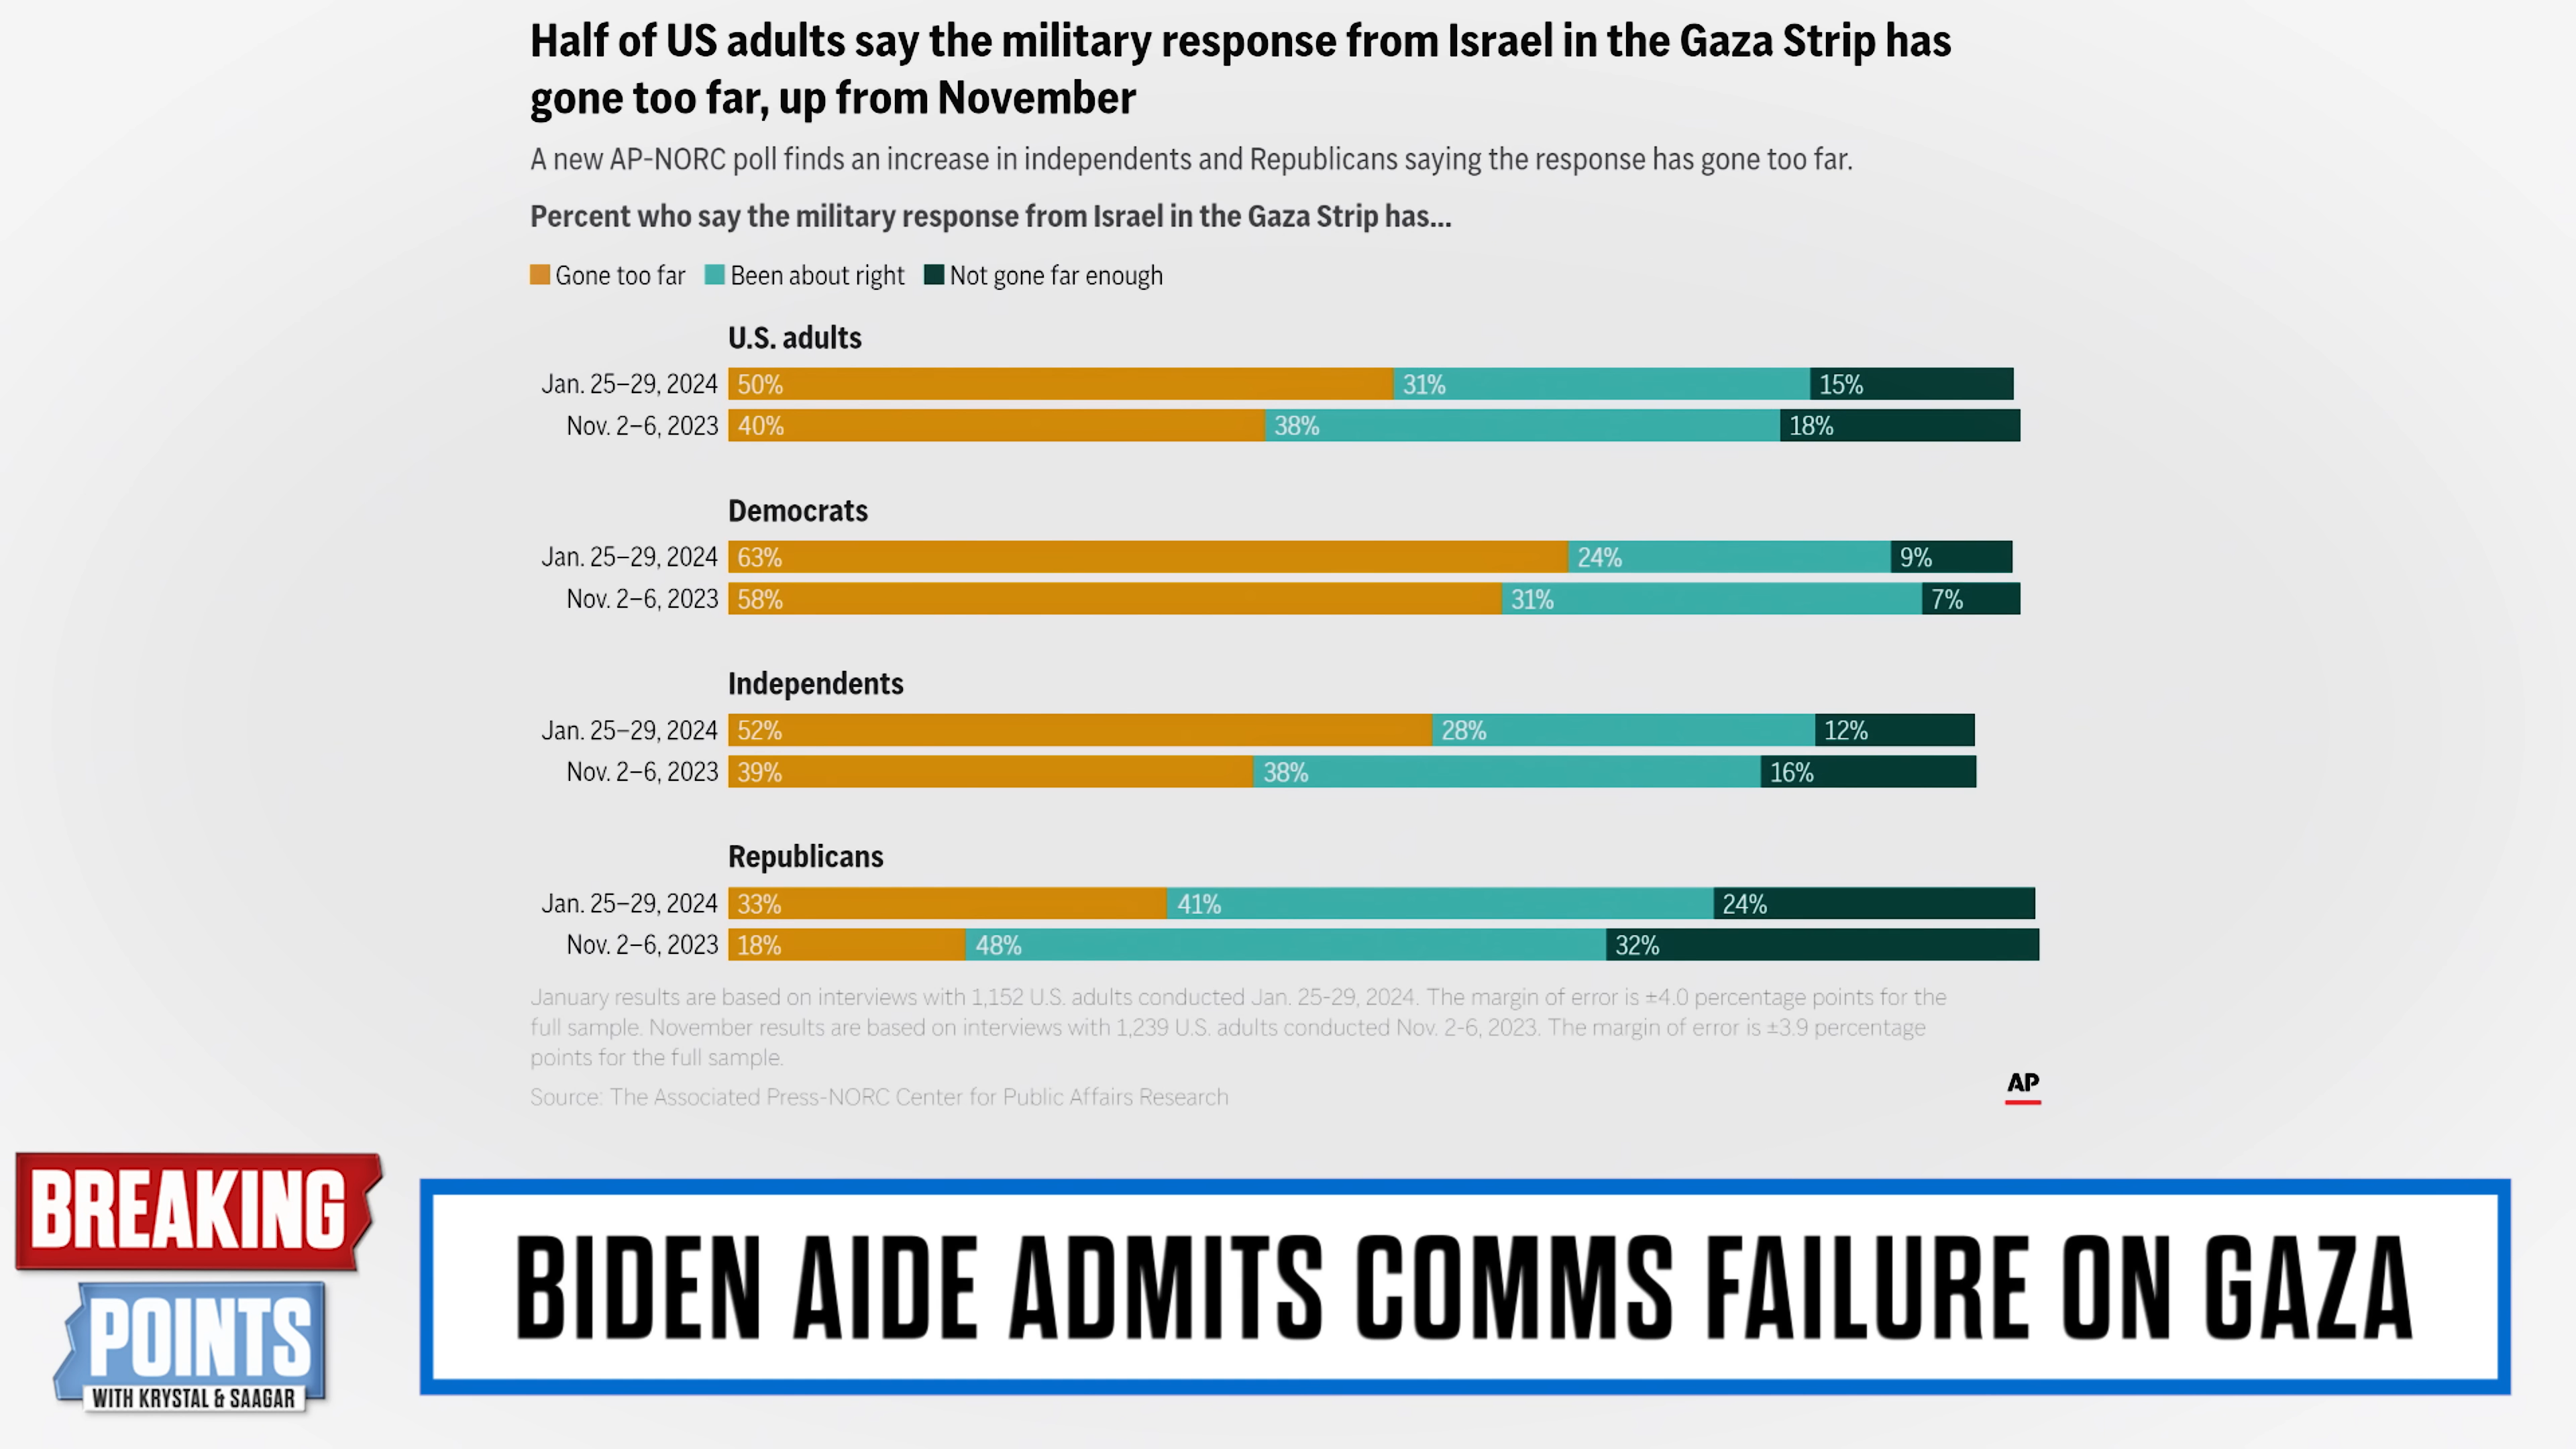 Half of US adults say the military response from Israel in the Gaza Strip has
gone too far, up from November
A new AP-NORC poll finds an increase in independents and Republicans saying the response has gone too far.
Percent who say the military response from Israel in the Gaza Strip has...
Gone too far Been about right Not gone far enough
U.S. adults
Jan. 25–29, 2024 50% 31% 15%
Nov. 2–6, 2023 40% 38% 18%
Democrats
Jan. 25–29, 2024 63% 24% 9%
Nov. 2–6, 2023 58% 31% 7%
Independents
Jan. 25–29, 2024 52% 28% 12%
Nov. 2–6, 2023 39% 38% 16%
Republicans
Jan. 25–29, 2024 33% 41% 24%
Nov. 2–6, 2023 18% 48% 32%
January results are based on interviews with 1,152 U.S. adults conducted Jan. 25-29, 2024. The margin of error is ±4.0 percentage points for the
full sample. November results are based on interviews with 1,239 U.S. adults conducted Nov. 2-6, 2023. The margin of error is ±3.9 percentage
points for the full sample.
Source: The Associated Press-NORC Center for Public Affairs Research
AP
BREAKING
POINTS
WITH KRYSTAL & SAAGAR
BIDEN AIDE ADMITS COMMS FAILURE ON GAZA